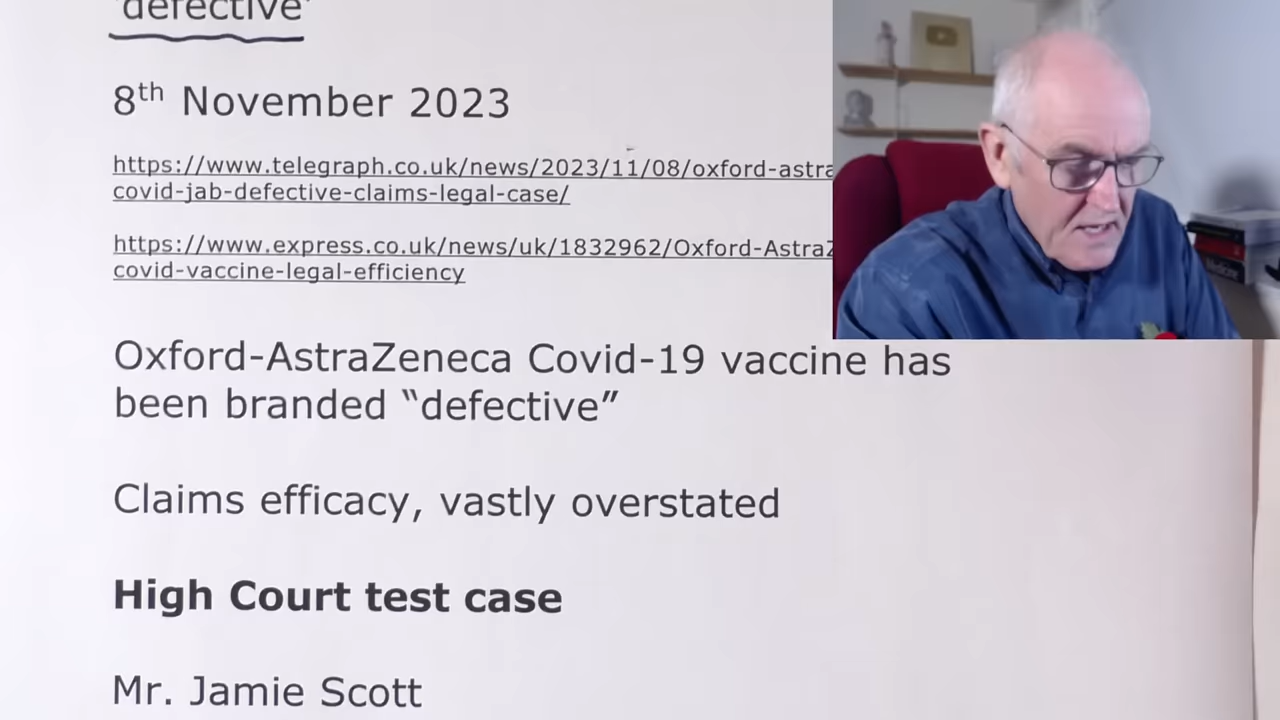 'defective'
8th November 2023
https://www.telegraph.co.uk/news/2023/11/08/oxford-astra
covid-jab-defective-claims-legal-case/
https://www.express.co.uk/news/uk/1832962/Oxford-AstraZ
covid-vaccine-legal-efficiency
Oxford-AstraZeneca Covid-19 vaccine has
been branded “defective”
Claims efficacy, vastly overstated
High Court test case
Mr. Jamie Scott
Medicine